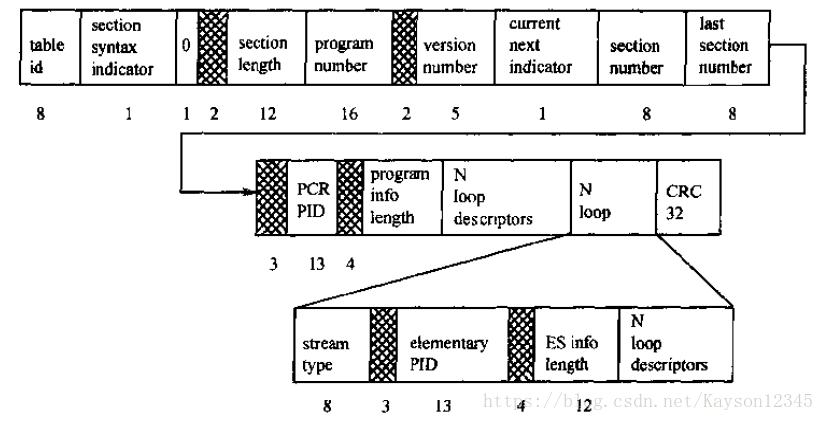 table id
section syntax indicator
0
section length
program number
version number
current next indicator
section number
last section number
8 1 1 2 12 16 2 5 1 8 8
PCR PID
program info length
N loop descriptors
N loop
CRC 32
3 13 4
stream type
elementary PID
ES info length
N loop descriptors
8 3 13 4 12
https://blog.csdn.net/Kayson12345